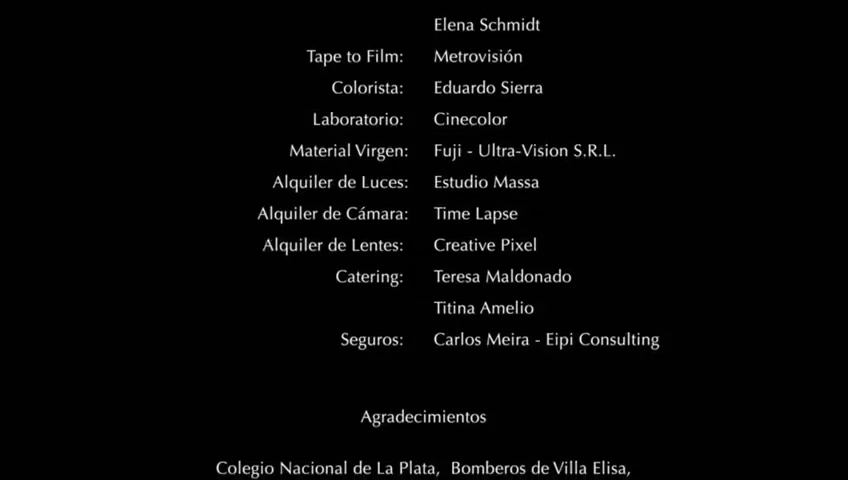 Elena Schmidt
Tape to Film: Metrovisión
Colorista: Eduardo Sierra
Laboratorio: Cinecolor
Material Virgen: Fuji - Ultra-Vision S.R.L.
Alquiler de Luces: Estudio Massa
Alquiler de Cámara: Time Lapse
Alquiler de Lentes: Creative Pixel
Catering: Teresa Maldonado
Titina Amelio
Seguros: Carlos Meira - Eipi Consulting
Agradecimientos
Colegio Nacional de La Plata, Bomberos de Villa Elisa,